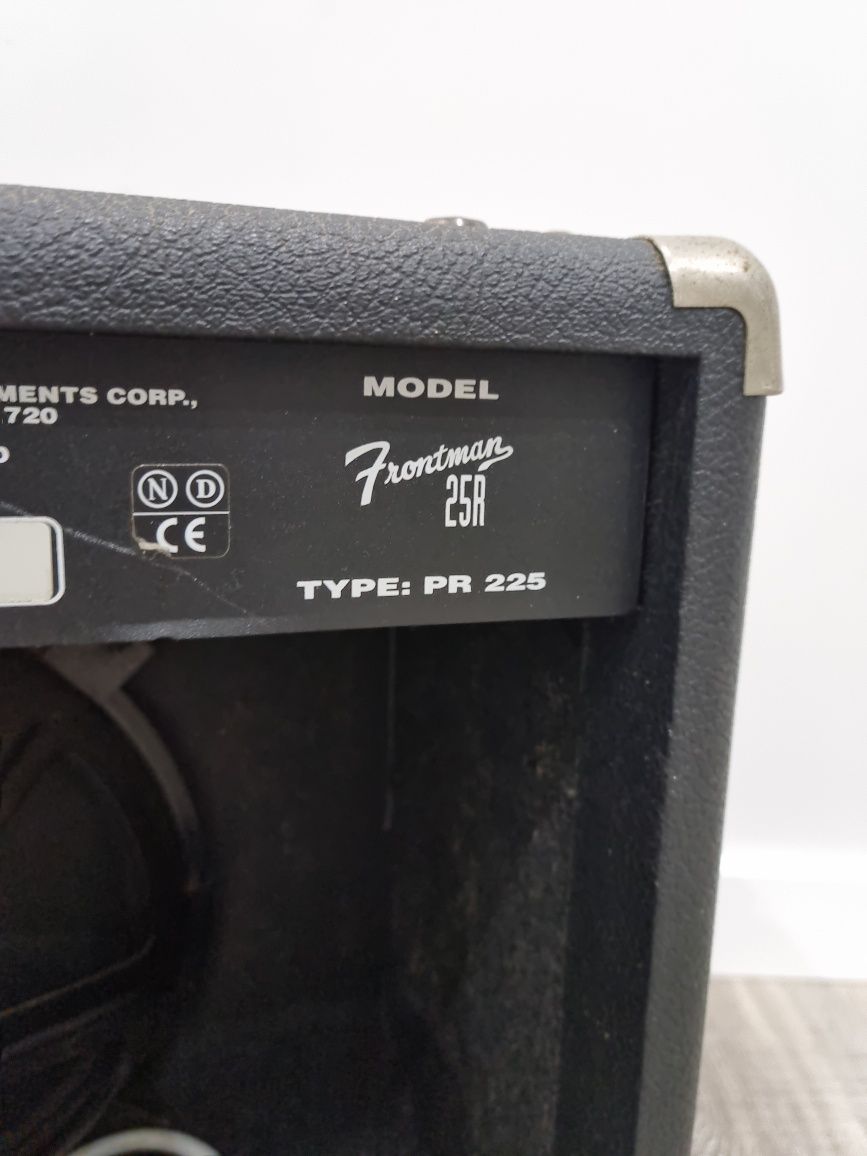 MENTS CORP.,
720
MODEL
Frontman
25R
N D
CE
TYPE: PR 225